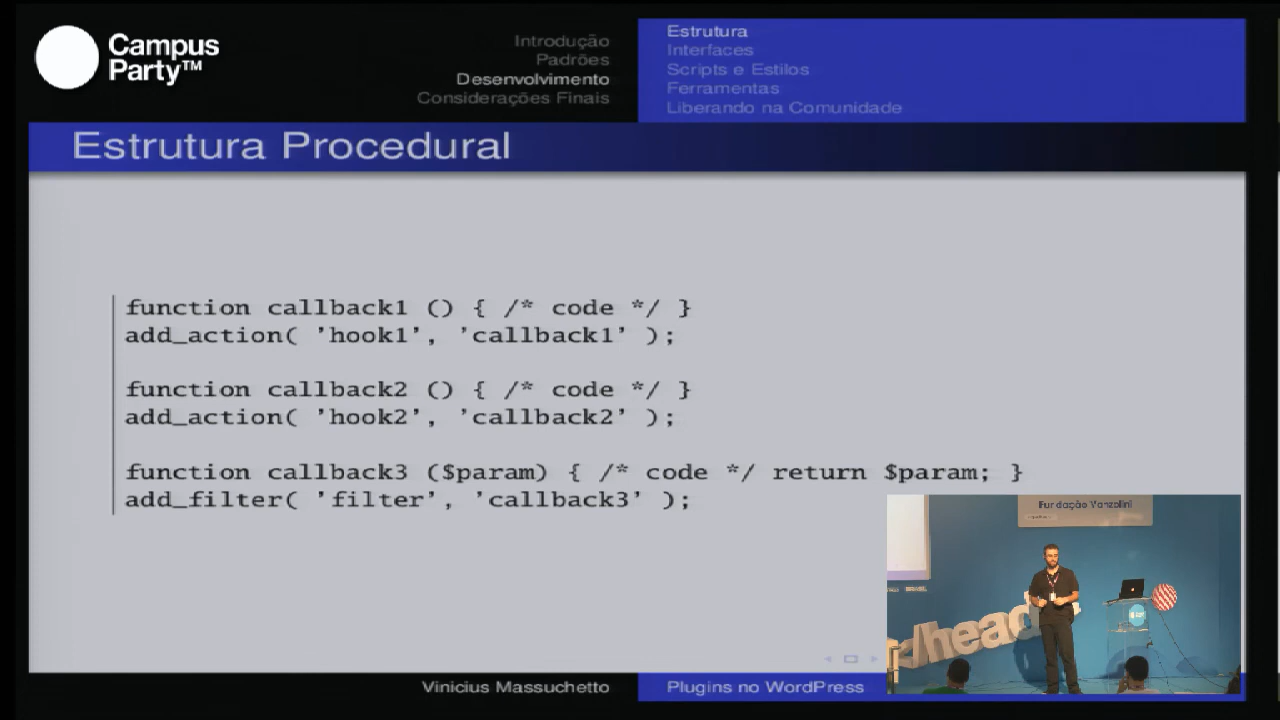 Campus
Party™
Introdução
Padrões
Desenvolvimento
Considerações Finais
Estrutura
Interfaces
Scripts e Estilos
Ferramentas
Liberando na Comunidade
Estrutura Procedural
function callback1 () { /* code */ }
add_action( 'hook1', 'callback1' );
function callback2 () { /* code */ }
add_action( 'hook2', 'callback2' );
function callback3 ($param) { /* code */ return $param; }
add_filter( 'filter', 'callback3' );
Fundação Vanzolini
/head
Vinicius Massuchetto
Plugins no WordPress